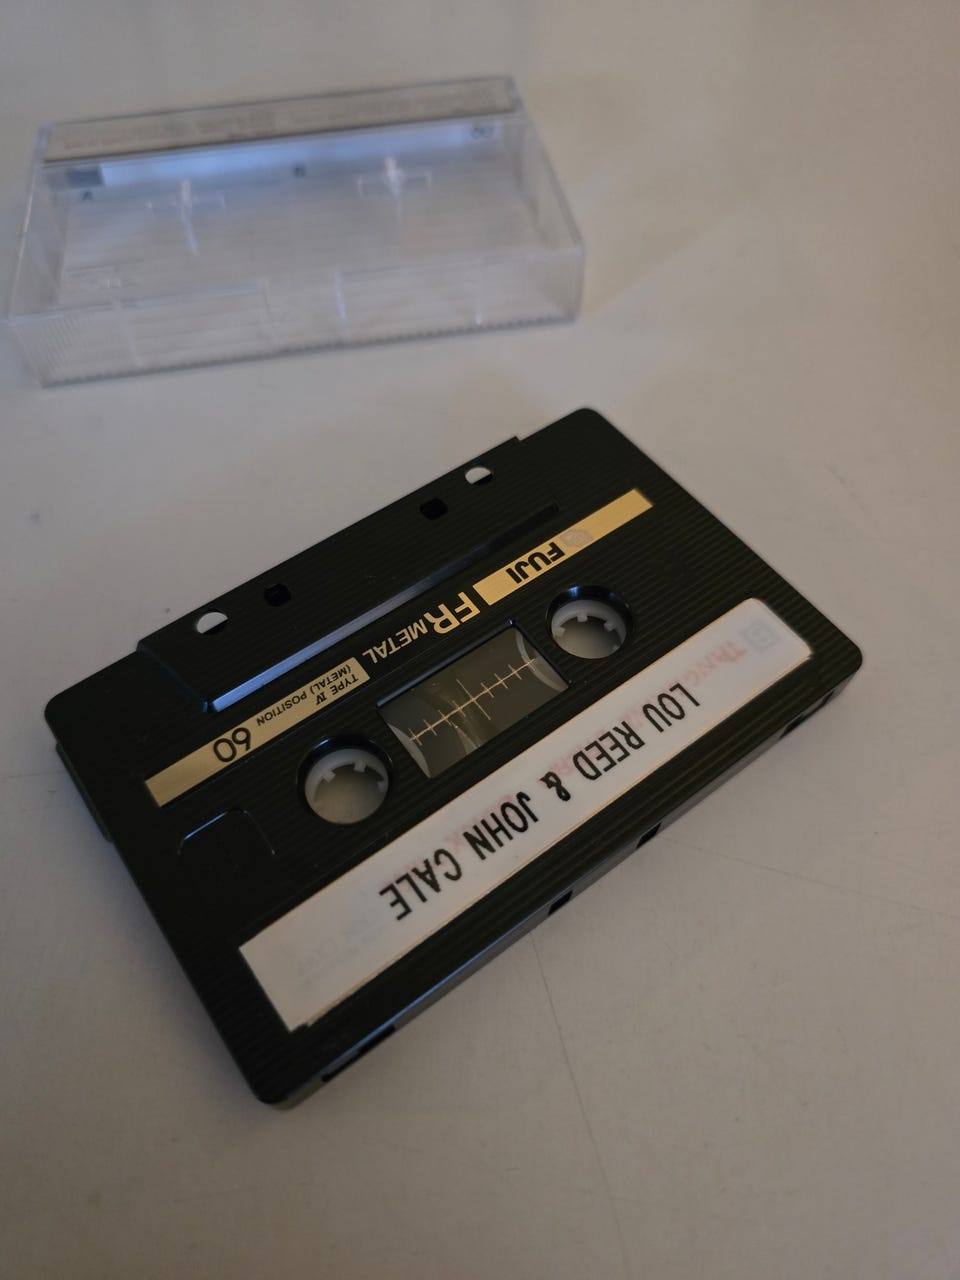 FUJI
FR METAL
TYPE IV
(METAL) POSITION
60
LOU REED & JOHN CALE